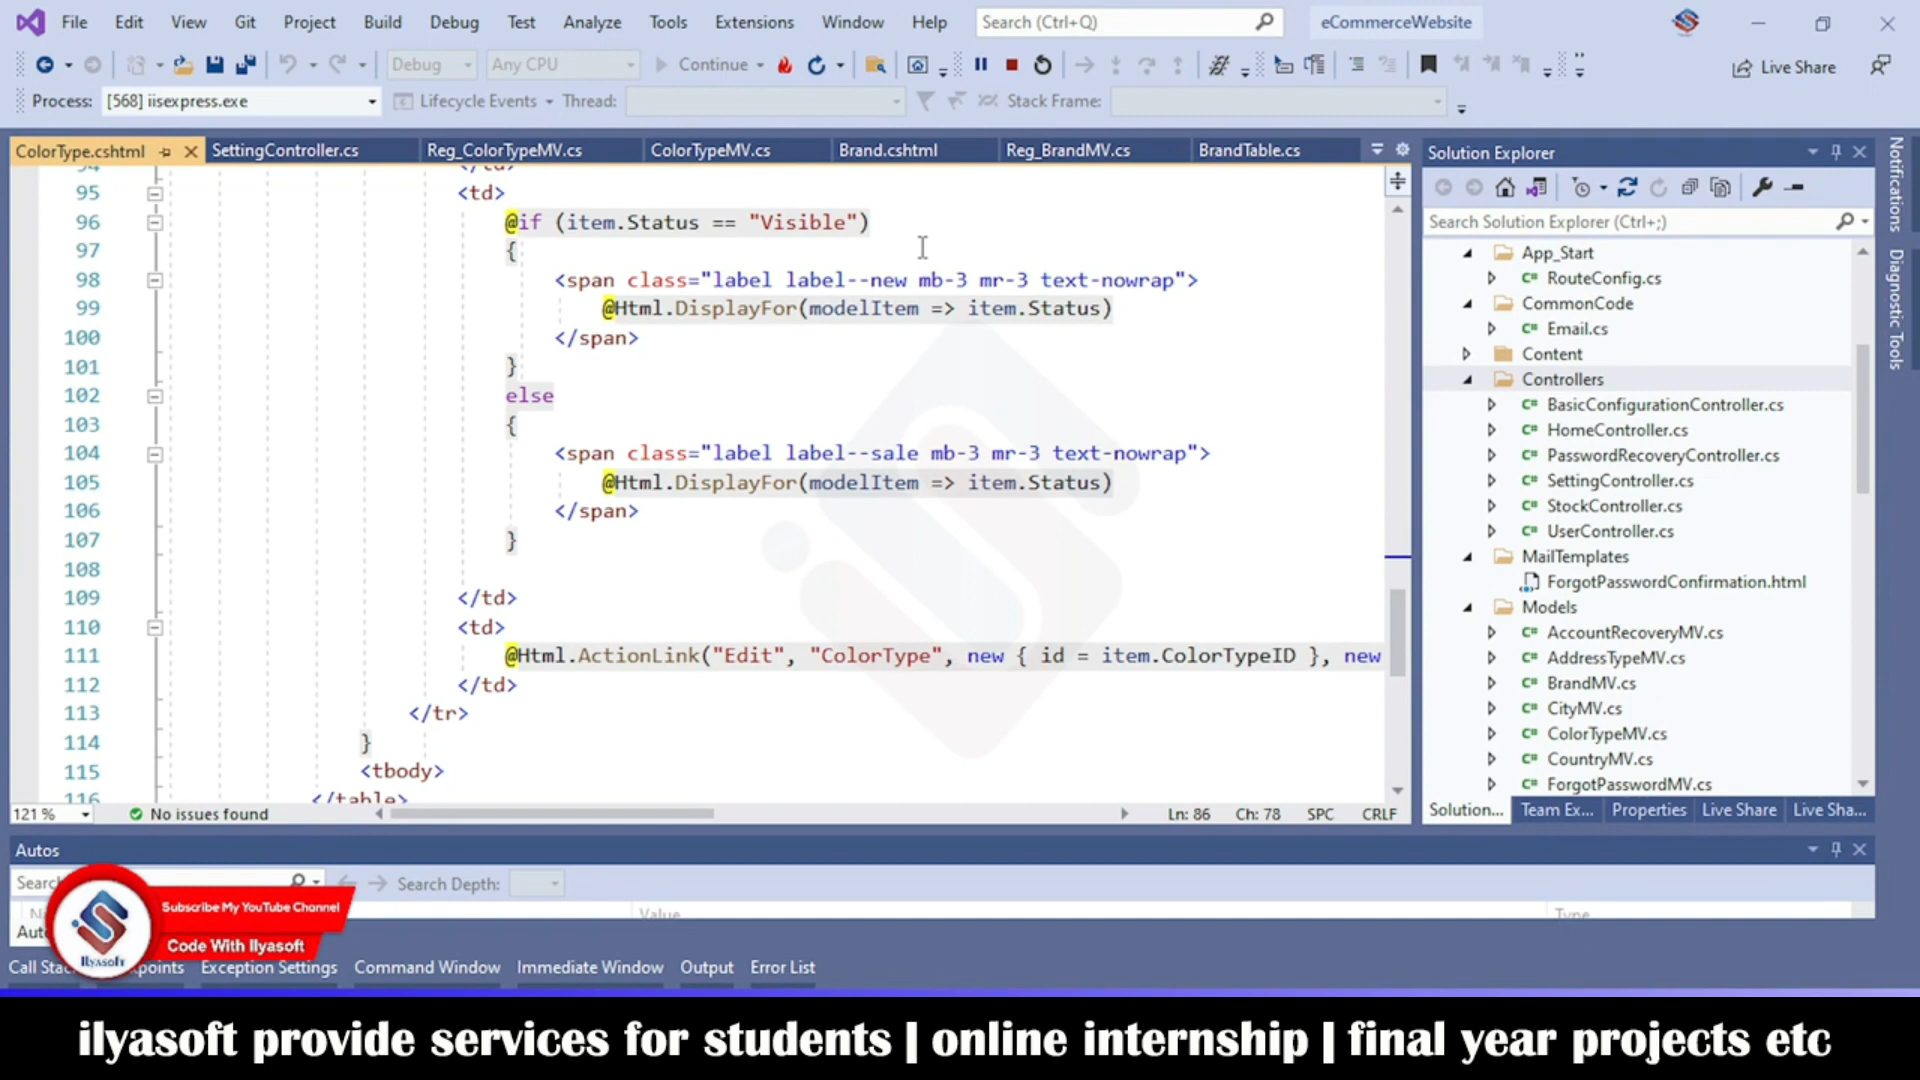 File Edit View Git Project Build Debug Test Analyze Tools Extensions Window Help Search (Ctrl+Q) eCommerceWebsite
Debug Any CPU Continue Live Share
Process: [568] iisexpress.exe Lifecycle Events Thread: Stack Frame:
ColorType.cshtml SettingController.cs Reg_ColorTypeMV.cs ColorTypeMV.cs Brand.cshtml Reg_BrandMV.cs BrandTable.cs
94 </td>
95 <td>
96 @if (item.Status == "Visible")
97 {
98 <span class="label label--new mb-3 mr-3 text-nowrap">
99 @Html.DisplayFor(modelItem => item.Status)
100 </span>
101 }
102 else
103 {
104 <span class="label label--sale mb-3 mr-3 text-nowrap">
105 @Html.DisplayFor(modelItem => item.Status)
106 </span>
107 }
108
109 </td>
110 <td>
111 @Html.ActionLink("Edit", "ColorType", new { id = item.ColorTypeID }, new
112 </td>
113 </tr>
114 }
115 <tbody>
116 </table>
121 % No issues found Ln: 86 Ch: 78 SPC CRLF
Solution Explorer
Search Solution Explorer (Ctrl+;)
App_Start
C# RouteConfig.cs
CommonCode
C# Email.cs
Content
Controllers
C# BasicConfigurationController.cs
C# HomeController.cs
C# PasswordRecoveryController.cs
C# SettingController.cs
C# StockController.cs
C# UserController.cs
MailTemplates
ForgotPasswordConfirmation.html
Models
C# AccountRecoveryMV.cs
C# AddressTypeMV.cs
C# BrandMV.cs
C# CityMV.cs
C# ColorTypeMV.cs
C# CountryMV.cs
C# ForgotPasswordMV.cs
Solution... Team Ex... Properties Live Share Live Sha...
Notifications
Diagnostic Tools
Autos
Search Depth:
Value Type
Subscribe My YouTube Channel
Code With Ilyasoft
Ilyasoft
Exception Settings Command Window Immediate Window Output Error List
ilyasoft provide services for students | online internship | final year projects etc